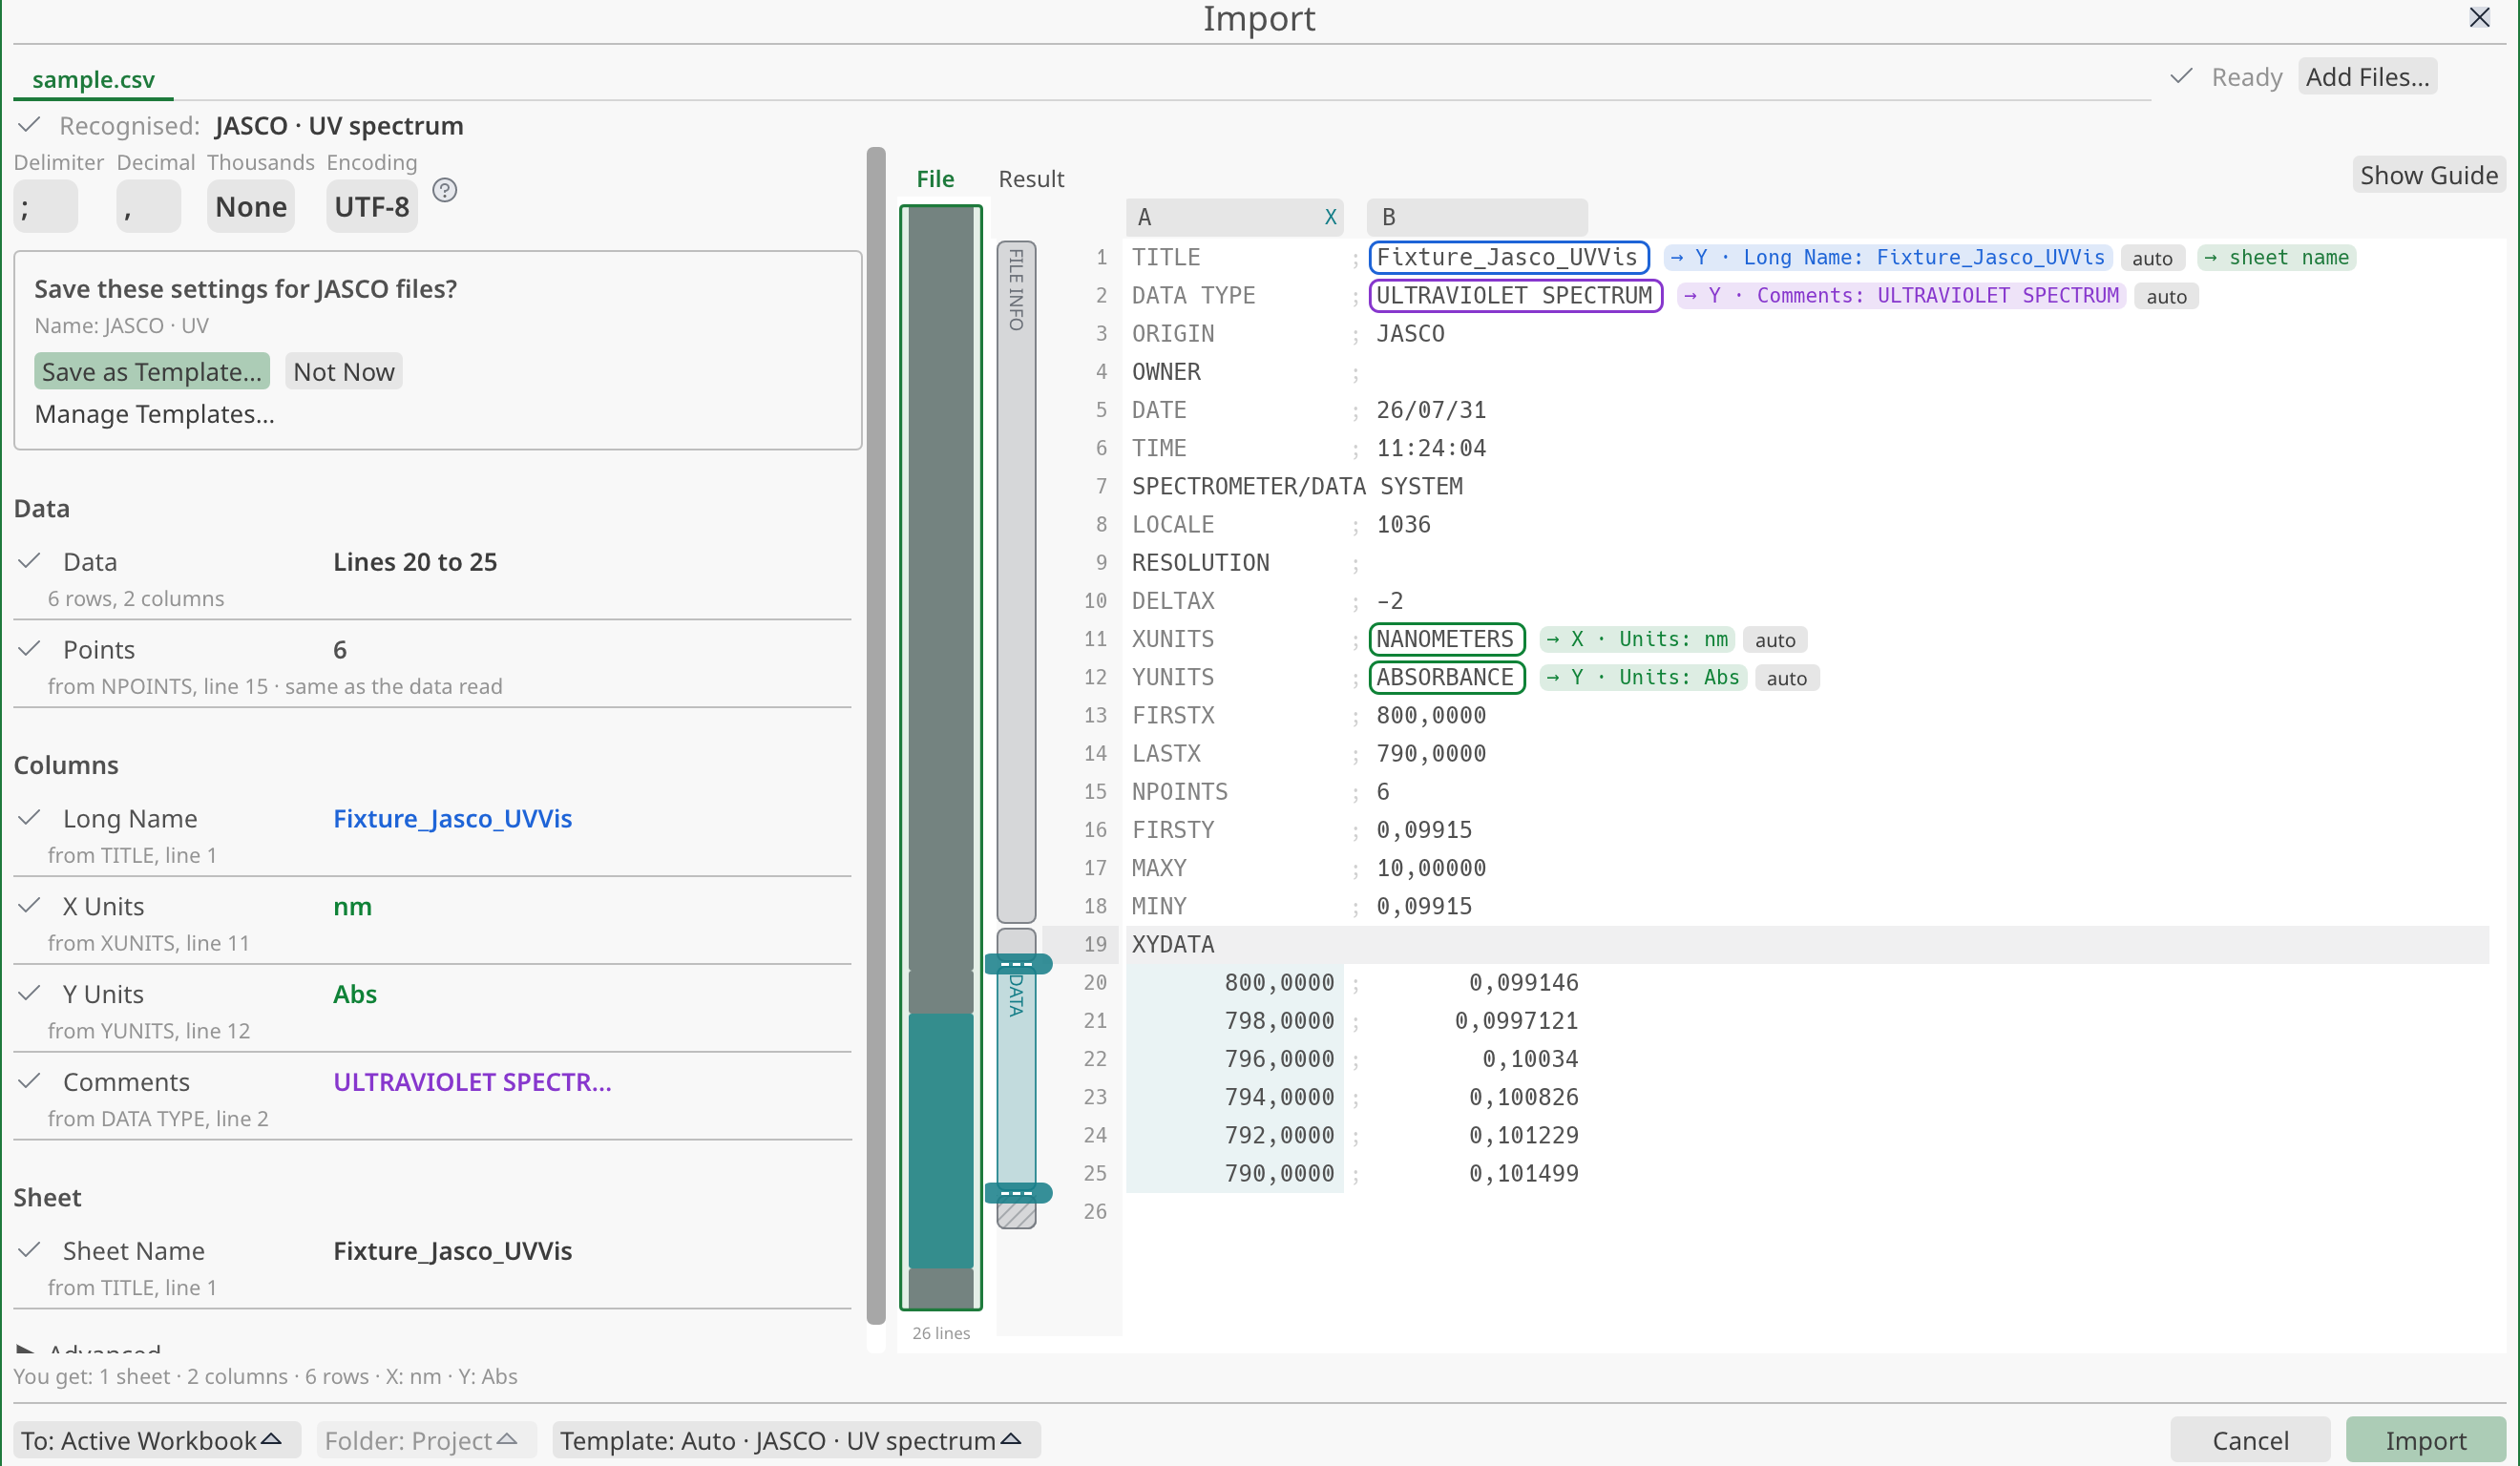 Import
sample.csv
Ready Add Files...
Recognised: JASCO · UV spectrum
Delimiter Decimal Thousands Encoding
; , None UTF-8 ?
Save these settings for JASCO files?
Name: JASCO · UV
Save as Template... Not Now
Manage Templates...
Data
Data Lines 20 to 25
6 rows, 2 columns
Points 6
from NPOINTS, line 15 · same as the data read
Columns
Long Name Fixture_Jasco_UVVis
from TITLE, line 1
X Units nm
from XUNITS, line 11
Y Units Abs
from YUNITS, line 12
Comments ULTRAVIOLET SPECTR...
from DATA TYPE, line 2
Sheet
Sheet Name Fixture_Jasco_UVVis
from TITLE, line 1
Advanced
File Result Show Guide
26 lines
FILE INFO
DATA
A X B
1 TITLE ; Fixture_Jasco_UVVis → Y · Long Name: Fixture_Jasco_UVVis auto → sheet name
2 DATA TYPE ; ULTRAVIOLET SPECTRUM → Y · Comments: ULTRAVIOLET SPECTRUM auto
3 ORIGIN ; JASCO
4 OWNER ;
5 DATE ; 26/07/31
6 TIME ; 11:24:04
7 SPECTROMETER/DATA SYSTEM
8 LOCALE ; 1036
9 RESOLUTION ;
10 DELTAX ; -2
11 XUNITS ; NANOMETERS → X · Units: nm auto
12 YUNITS ; ABSORBANCE → Y · Units: Abs auto
13 FIRSTX ; 800,0000
14 LASTX ; 790,0000
15 NPOINTS ; 6
16 FIRSTY ; 0,09915
17 MAXY ; 10,00000
18 MINY ; 0,09915
19 XYDATA
20 800,0000 ; 0,099146
21 798,0000 ; 0,0997121
22 796,0000 ; 0,10034
23 794,0000 ; 0,100826
24 792,0000 ; 0,101229
25 790,0000 ; 0,101499
26
You get: 1 sheet · 2 columns · 6 rows · X: nm · Y: Abs
To: Active Workbook Folder: Project Template: Auto · JASCO · UV spectrum Cancel Import